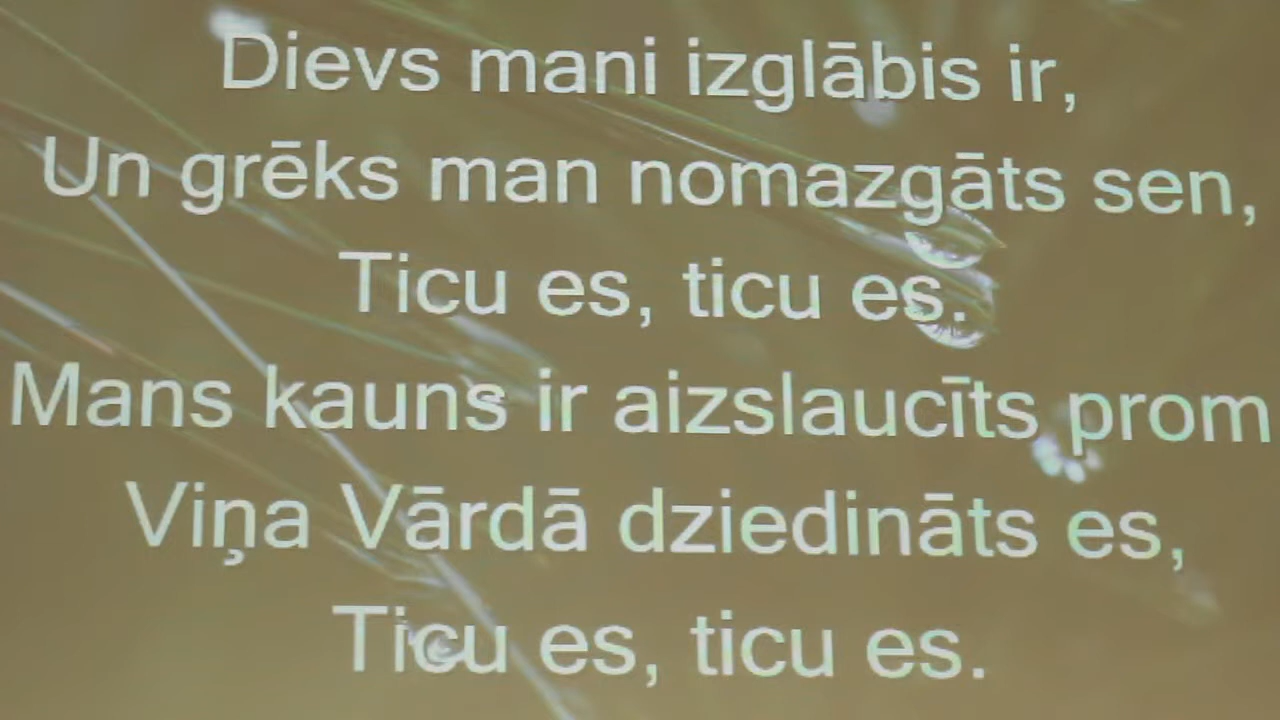 Dievs mani izglābis ir,
Un grēks man nomazgāts sen,
Ticu es, ticu es.
Mans kauns ir aizslaucīts prom
Viņa Vārdā dziedināts es,
Ticu es, ticu es.